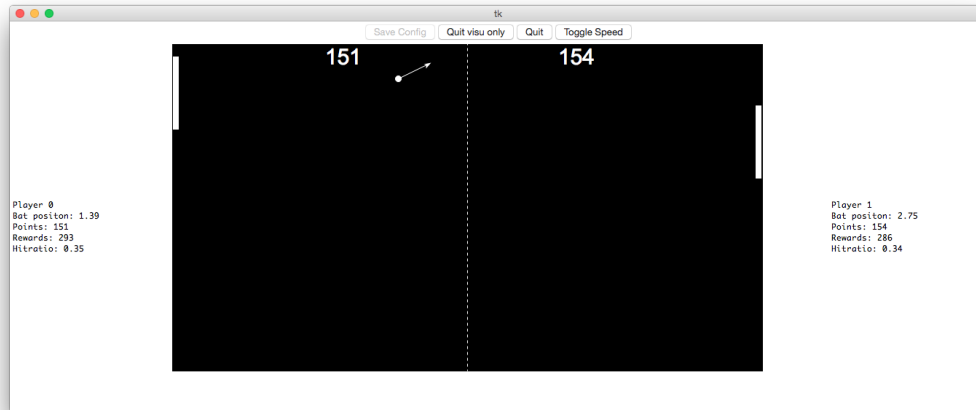 tk
Save Config Quit visu only Quit Toggle Speed
151 154
Player 0
Bat positon: 1.39
Points: 151
Rewards: 293
Hitratio: 0.35
Player 1
Bat positon: 2.75
Points: 154
Rewards: 286
Hitratio: 0.34